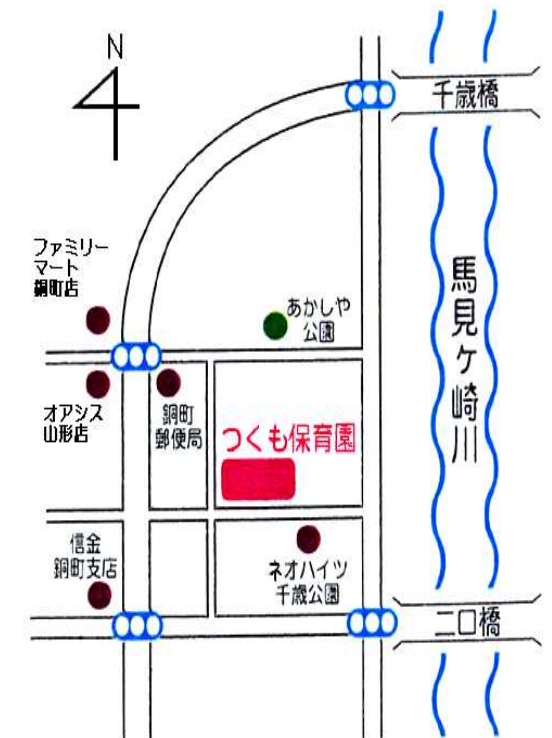 N
千歳橋
ファミリー
マート
銅町店
あかしや
公園
馬見ヶ崎川
オアシス
山形店
銅町
郵便局
つくも保育園
信金
銅町支店
ネオハイツ
千歳公園
二口橋